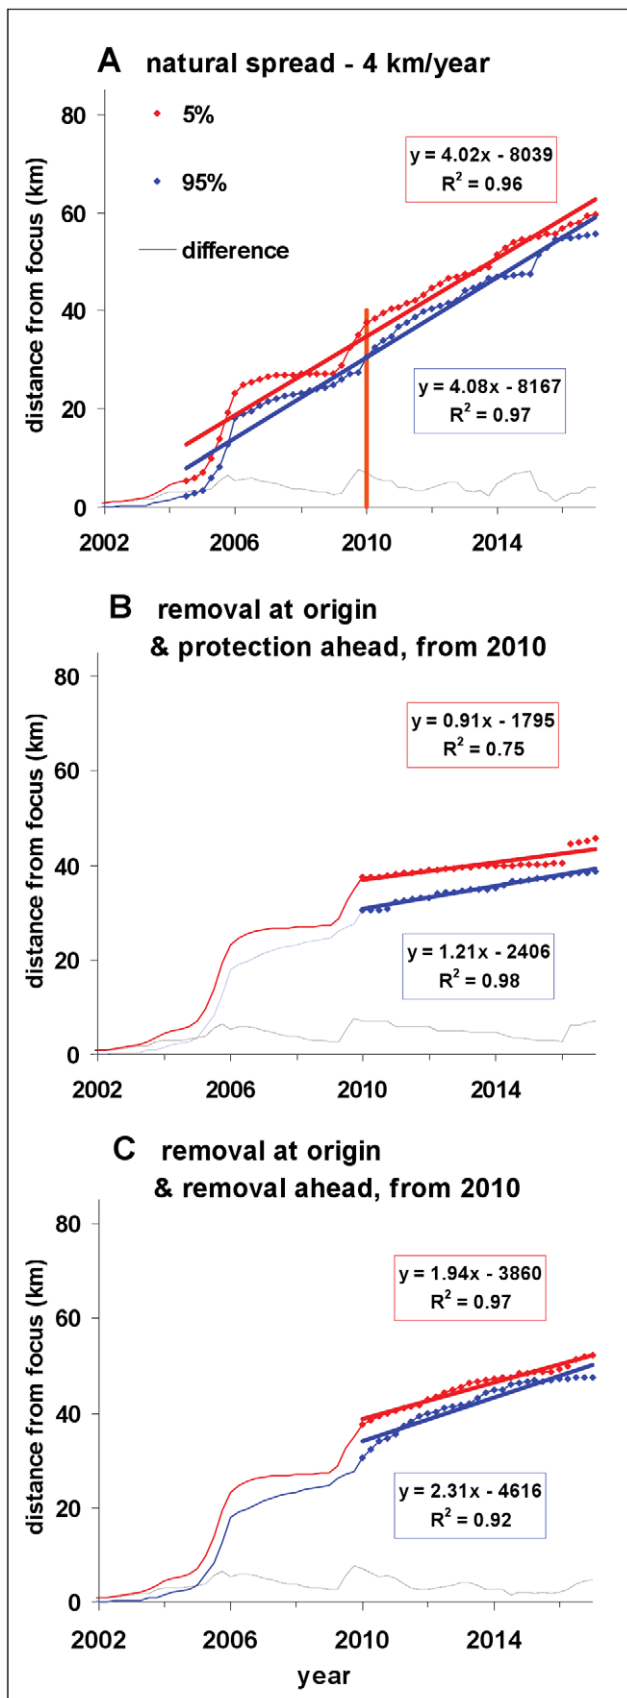 A natural spread - 4 km/year
80
60
40
20
0
distance from focus (km)
5%
95%
difference
y = 4.02x - 8039
R² = 0.96
y = 4.08x - 8167
R² = 0.97
2002 2006 2010 2014
B removal at origin
& protection ahead, from 2010
80
60
40
20
0
distance from focus (km)
y = 0.91x - 1795
R² = 0.75
y = 1.21x - 2406
R² = 0.98
2002 2006 2010 2014
C removal at origin
& removal ahead, from 2010
80
60
40
20
0
distance from focus (km)
y = 1.94x - 3860
R² = 0.97
y = 2.31x - 4616
R² = 0.92
2002 2006 2010 2014
year